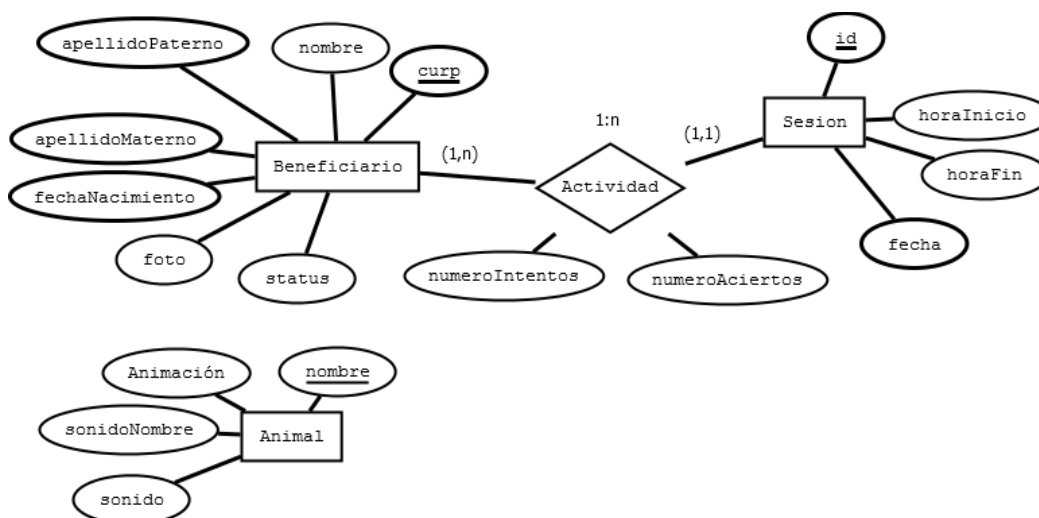 apellidoPaterno
nombre
curp
id
apellidoMaterno
Beneficiario
(1,n)
1:n
Actividad
(1,1)
Sesion
horaInicio
horaFin
fechaNacimiento
foto
status
numeroIntentos
numeroAciertos
fecha
Animación
nombre
sonidoNombre
Animal
sonido